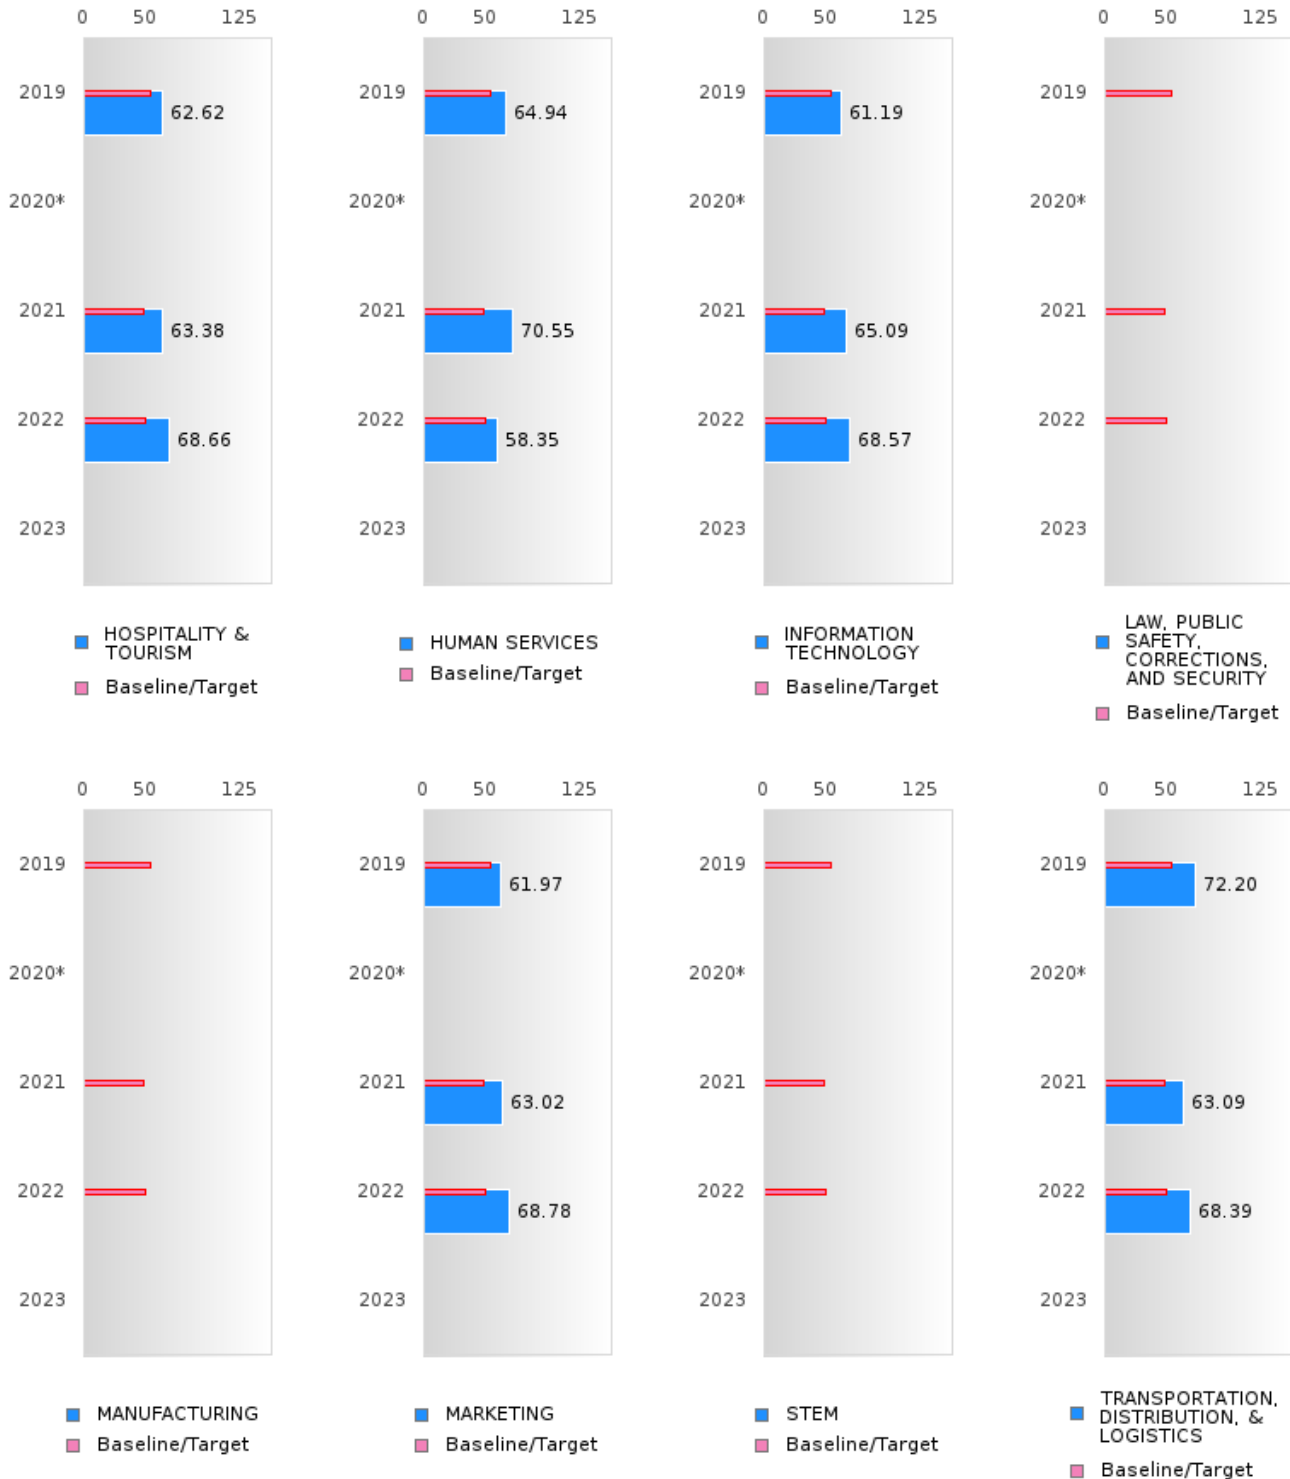 0 50 125
2019
62.62
2020*
2021
63.38
2022
68.66
2023
HOSPITALITY &
TOURISM
Baseline/Target
0 50 125
2019
64.94
2020*
2021
70.55
2022
58.35
2023
HUMAN SERVICES
Baseline/Target
0 50 125
2019
61.19
2020*
2021
65.09
2022
68.57
2023
INFORMATION
TECHNOLOGY
Baseline/Target
0 50 125
2019
2020*
2021
2022
2023
LAW, PUBLIC
SAFETY,
CORRECTIONS,
AND SECURITY
Baseline/Target
0 50 125
2019
2020*
2021
2022
2023
MANUFACTURING
Baseline/Target
0 50 125
2019
61.97
2020*
2021
63.02
2022
68.78
2023
MARKETING
Baseline/Target
0 50 125
2019
2020*
2021
2022
2023
STEM
Baseline/Target
0 50 125
2019
72.20
2020*
2021
63.09
2022
68.39
2023
TRANSPORTATION,
DISTRIBUTION, &
LOGISTICS
Baseline/Target